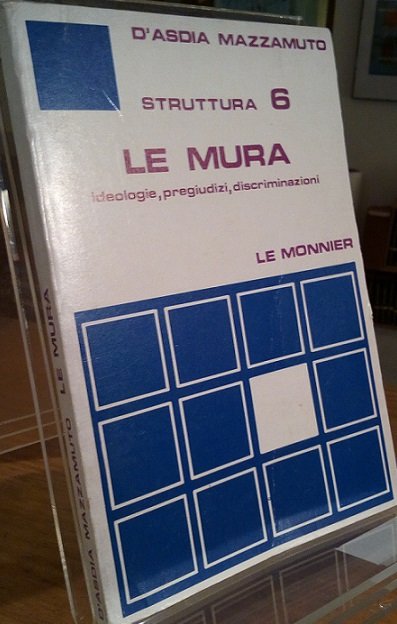 D'ASDIA MAZZAMUTO
STRUTTURA 6
LE MURA
ideologie,pregiudizi,discriminazioni
LE MONNIER
D'ASDIA MAZZAMUTO LE MURA